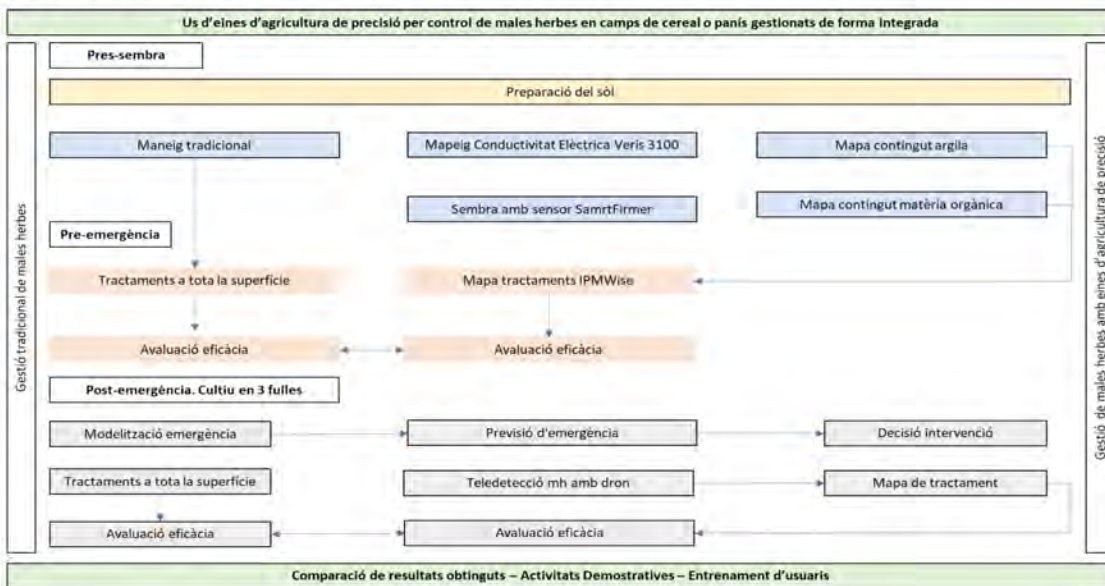 Us d'eines d'agricultura de precisió per control de males herbes en camps de cereal o panís gestionats de forma integrada
Gestió tradicional de males herbes
Pres-sembra
Preparació del sòl
Maneig tradicional
Mapeig Conductivitat Elèctrica Veris 3100
Mapa contingut argila
Sembra amb sensor SamrtFirmer
Mapa contingut matèria orgànica
Pre-emergència
Tractaments a tota la superfície
Mapa tractaments IPMWise
Avaluació eficàcia
Avaluació eficàcia
Post-emergència. Cultiu en 3 fulles
Modelització emergència
Previsió d'emergència
Decisió intervenció
Tractaments a tota la superfície
Teledetecció mh amb dron
Mapa de tractament
Avaluació eficàcia
Avaluació eficàcia
Gestió de males herbes amb eines d'agricultura de precisió
Comparació de resultats obtinguts – Activitats Demostratives – Entrenament d'usuaris